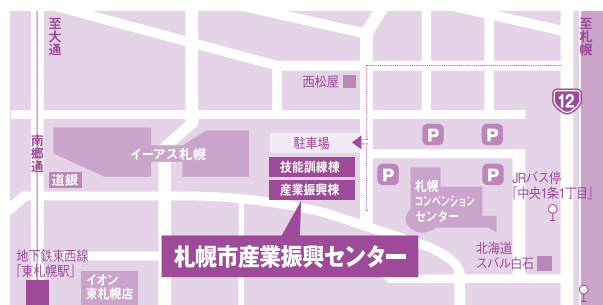 至大通
至札幌
西松屋
12
南郷通
駐車場
P
P
イーアス札幌
技能訓練棟
道銀
産業振興棟
P
P
札幌
コンベンション
センター
JRバス停
「中央1条1丁目」
札幌市産業振興センター
地下鉄東西線
「東札幌駅」
北海道
スバル白石
イオン
東札幌店